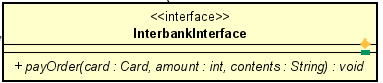 <<interface>>
InterbankInterface
+ payOrder(card : Card, amount : int, contents : String) : void